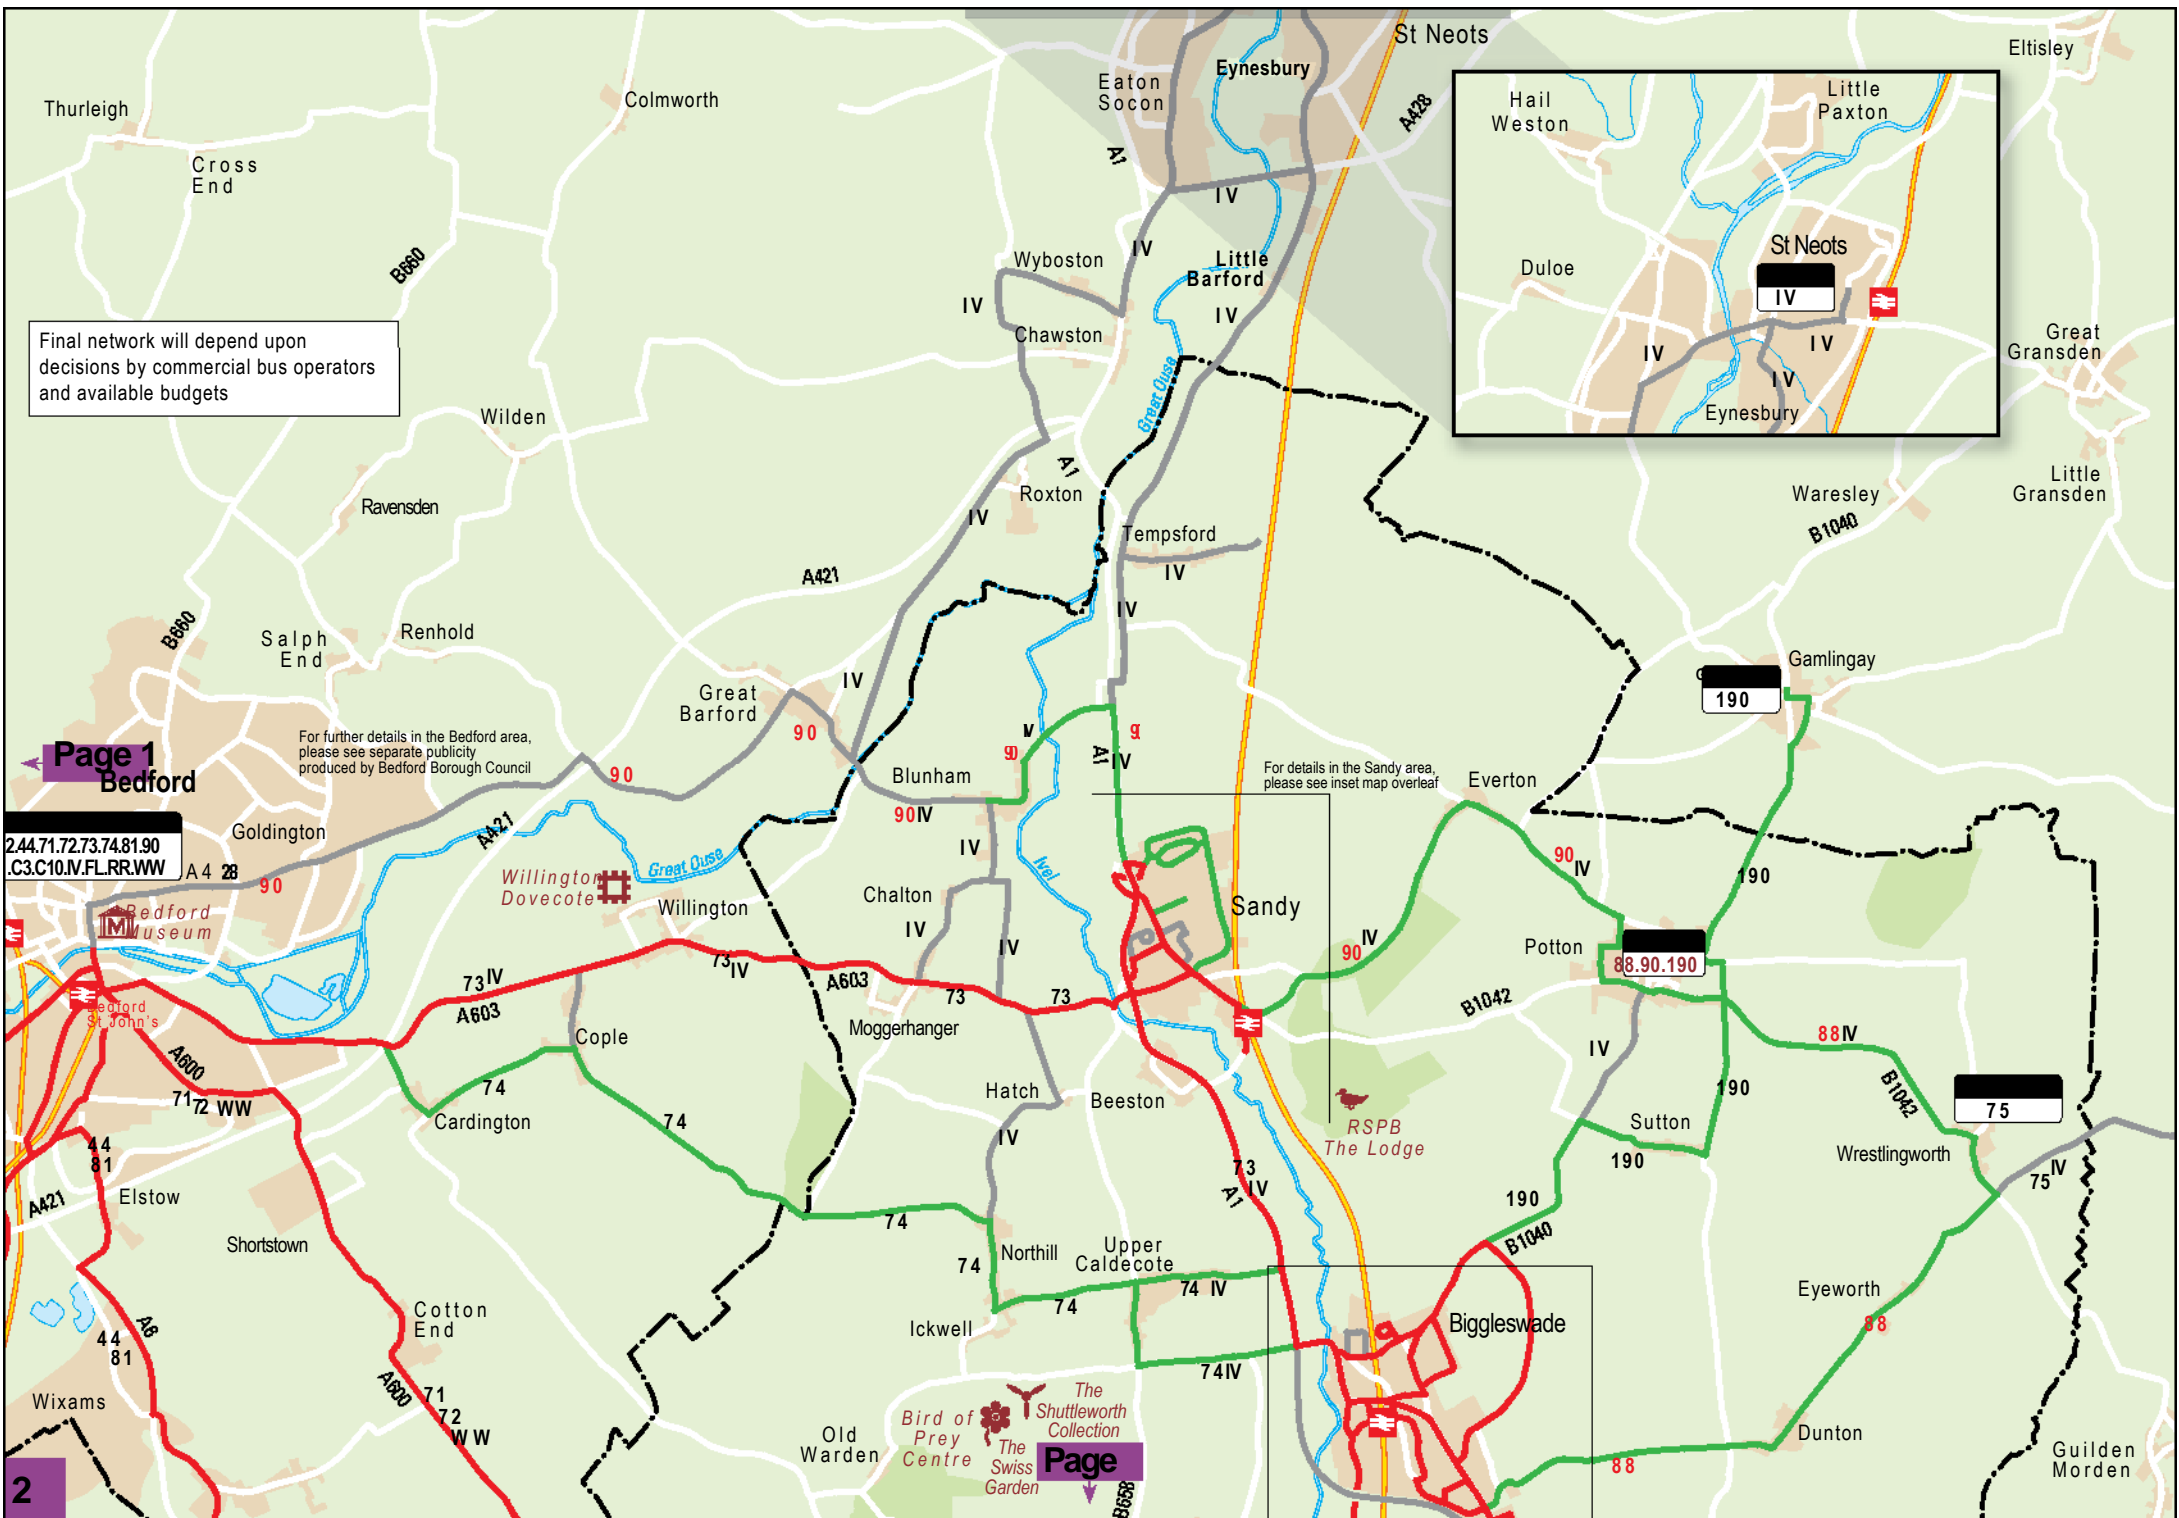 St Neots
Eltisley
Eynesbury
Eaton
Socon
Thurleigh
Colmworth
A428
Hail
Weston
Little
Paxton
Cross
End
A1
IV
B660
Wyboston
IV
Little
Barford
IV
IV
Chawston
St Neots
IV
Duloe
IV
IV
IV
Eynesbury
Great
Gransden
Final network will depend upon
decisions by commercial bus operators
and available budgets
Great Ouse
Wilden
A1
Roxton
Ravensden
IV
Tempsford
IV
Waresley
Little
Gransden
B1040
A421
IV
B660
Salph
End
Renhold
Great
Barford
IV
90
Gamlingay
190
Page 1
Bedford
For further details in the Bedford area,
please see separate publicity
produced by Bedford Borough Council
90
IV
A1
IV
Blunham
90 IV
For details in the Sandy area,
please see inset map overleaf
Everton
Goldington
A421
2.44.71.72.73.74.81.90
.C3.C10.IV.FL.RR.WW
A4 28
90
Great Ouse
Willington
Dovecote
Willington
IV
Ivel
Chalton
IV
IV
Sandy
90
IV
190
Bedford
Museum
IV
90
Potton
88.90.190
73 IV
A603
73 IV
A603
73
73
B1042
Bedford
St John's
Moggerhanger
Cople
A600
71 72 WW
74
Cardington
74
Hatch
Beeston
IV
RSPB
The Lodge
IV
88 IV
B1042
190
75
Sutton
190
Wrestlingworth
75 IV
44
81
Elstow
A421
Shortstown
73
IV
A1
190
B1040
74
Northill
74
Upper
Caldecote
74 IV
74
Ickwell
Eyeworth
88
Cotton
End
A6
44
81
Biggleswade
74 IV
A600
71
72
WW
Wixams
Bird of
Prey
Centre
The
Shuttleworth
Collection
The
Swiss
Garden
Old
Warden
Page
B658
Dunton
88
Guilden
Morden
2